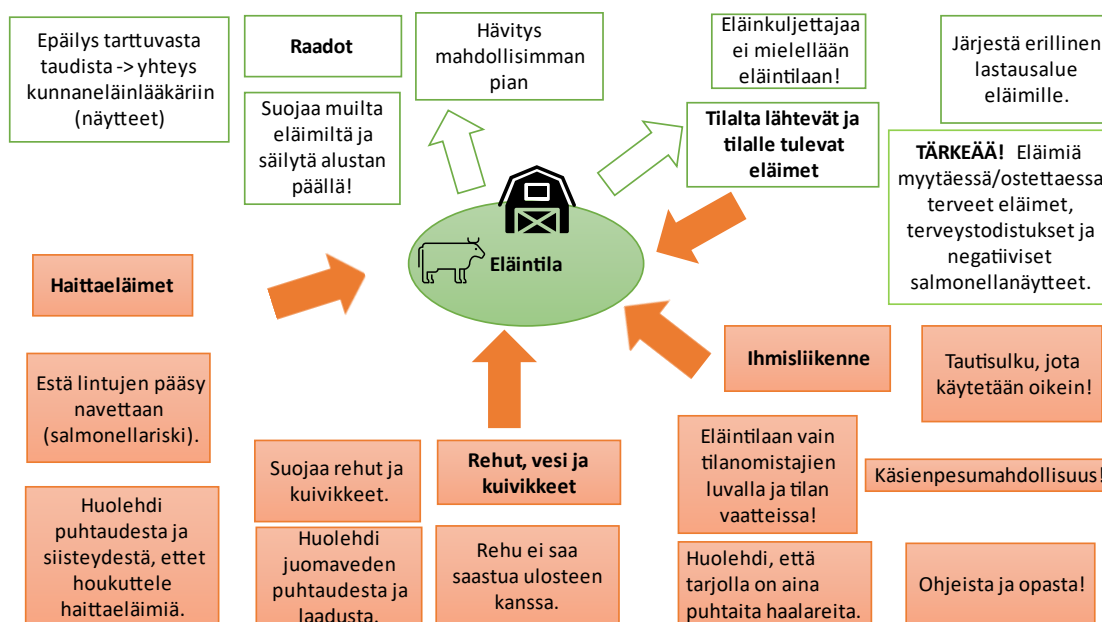 Epäilys tarttuvasta
taudista -> yhteys
kunnaneläinlääkäriin
(näytteet)
Raadot
Suojaa muilta
eläimiltä ja
säilytä alustan
päällä!
Hävitys
mahdollisimman
pian
Eläinkuljettajaa
ei mielellään
eläintilaan!
Tilalta lähtevät ja
tilalle tulevat
eläimet
Järjestä erillinen
lastausalue
eläimille.
TÄRKEÄÄ! Eläimiä
myytäessä/ostettaessa
terveet eläimet,
terveystodistukset ja
negatiiviset
salmonellanäytteet.
Eläintila
Haittaeläimet
Estä lintujen pääsy
navettaan
(salmonellariski).
Huolehdi
puhtaudesta ja
siisteydestä, ettet
houkuttele
haittaeläimiä.
Suojaa rehut ja
kuivikkeet.
Huolehdi
juomaveden
puhtaudesta ja
laadusta.
Rehut, vesi ja
kuivikkeet
Rehu ei saa
saastua ulosteen
kanssa.
Ihmisliikenne
Eläintilaan vain
tilanomistajien
luvalla ja tilan
vaatteissa!
Huolehdi, että
tarjolla on aina
puhtaita haalareita.
Tautisulku, jota
käytetään oikein!
Käsienpesumahdollisuus!
Ohjeista ja opasta!